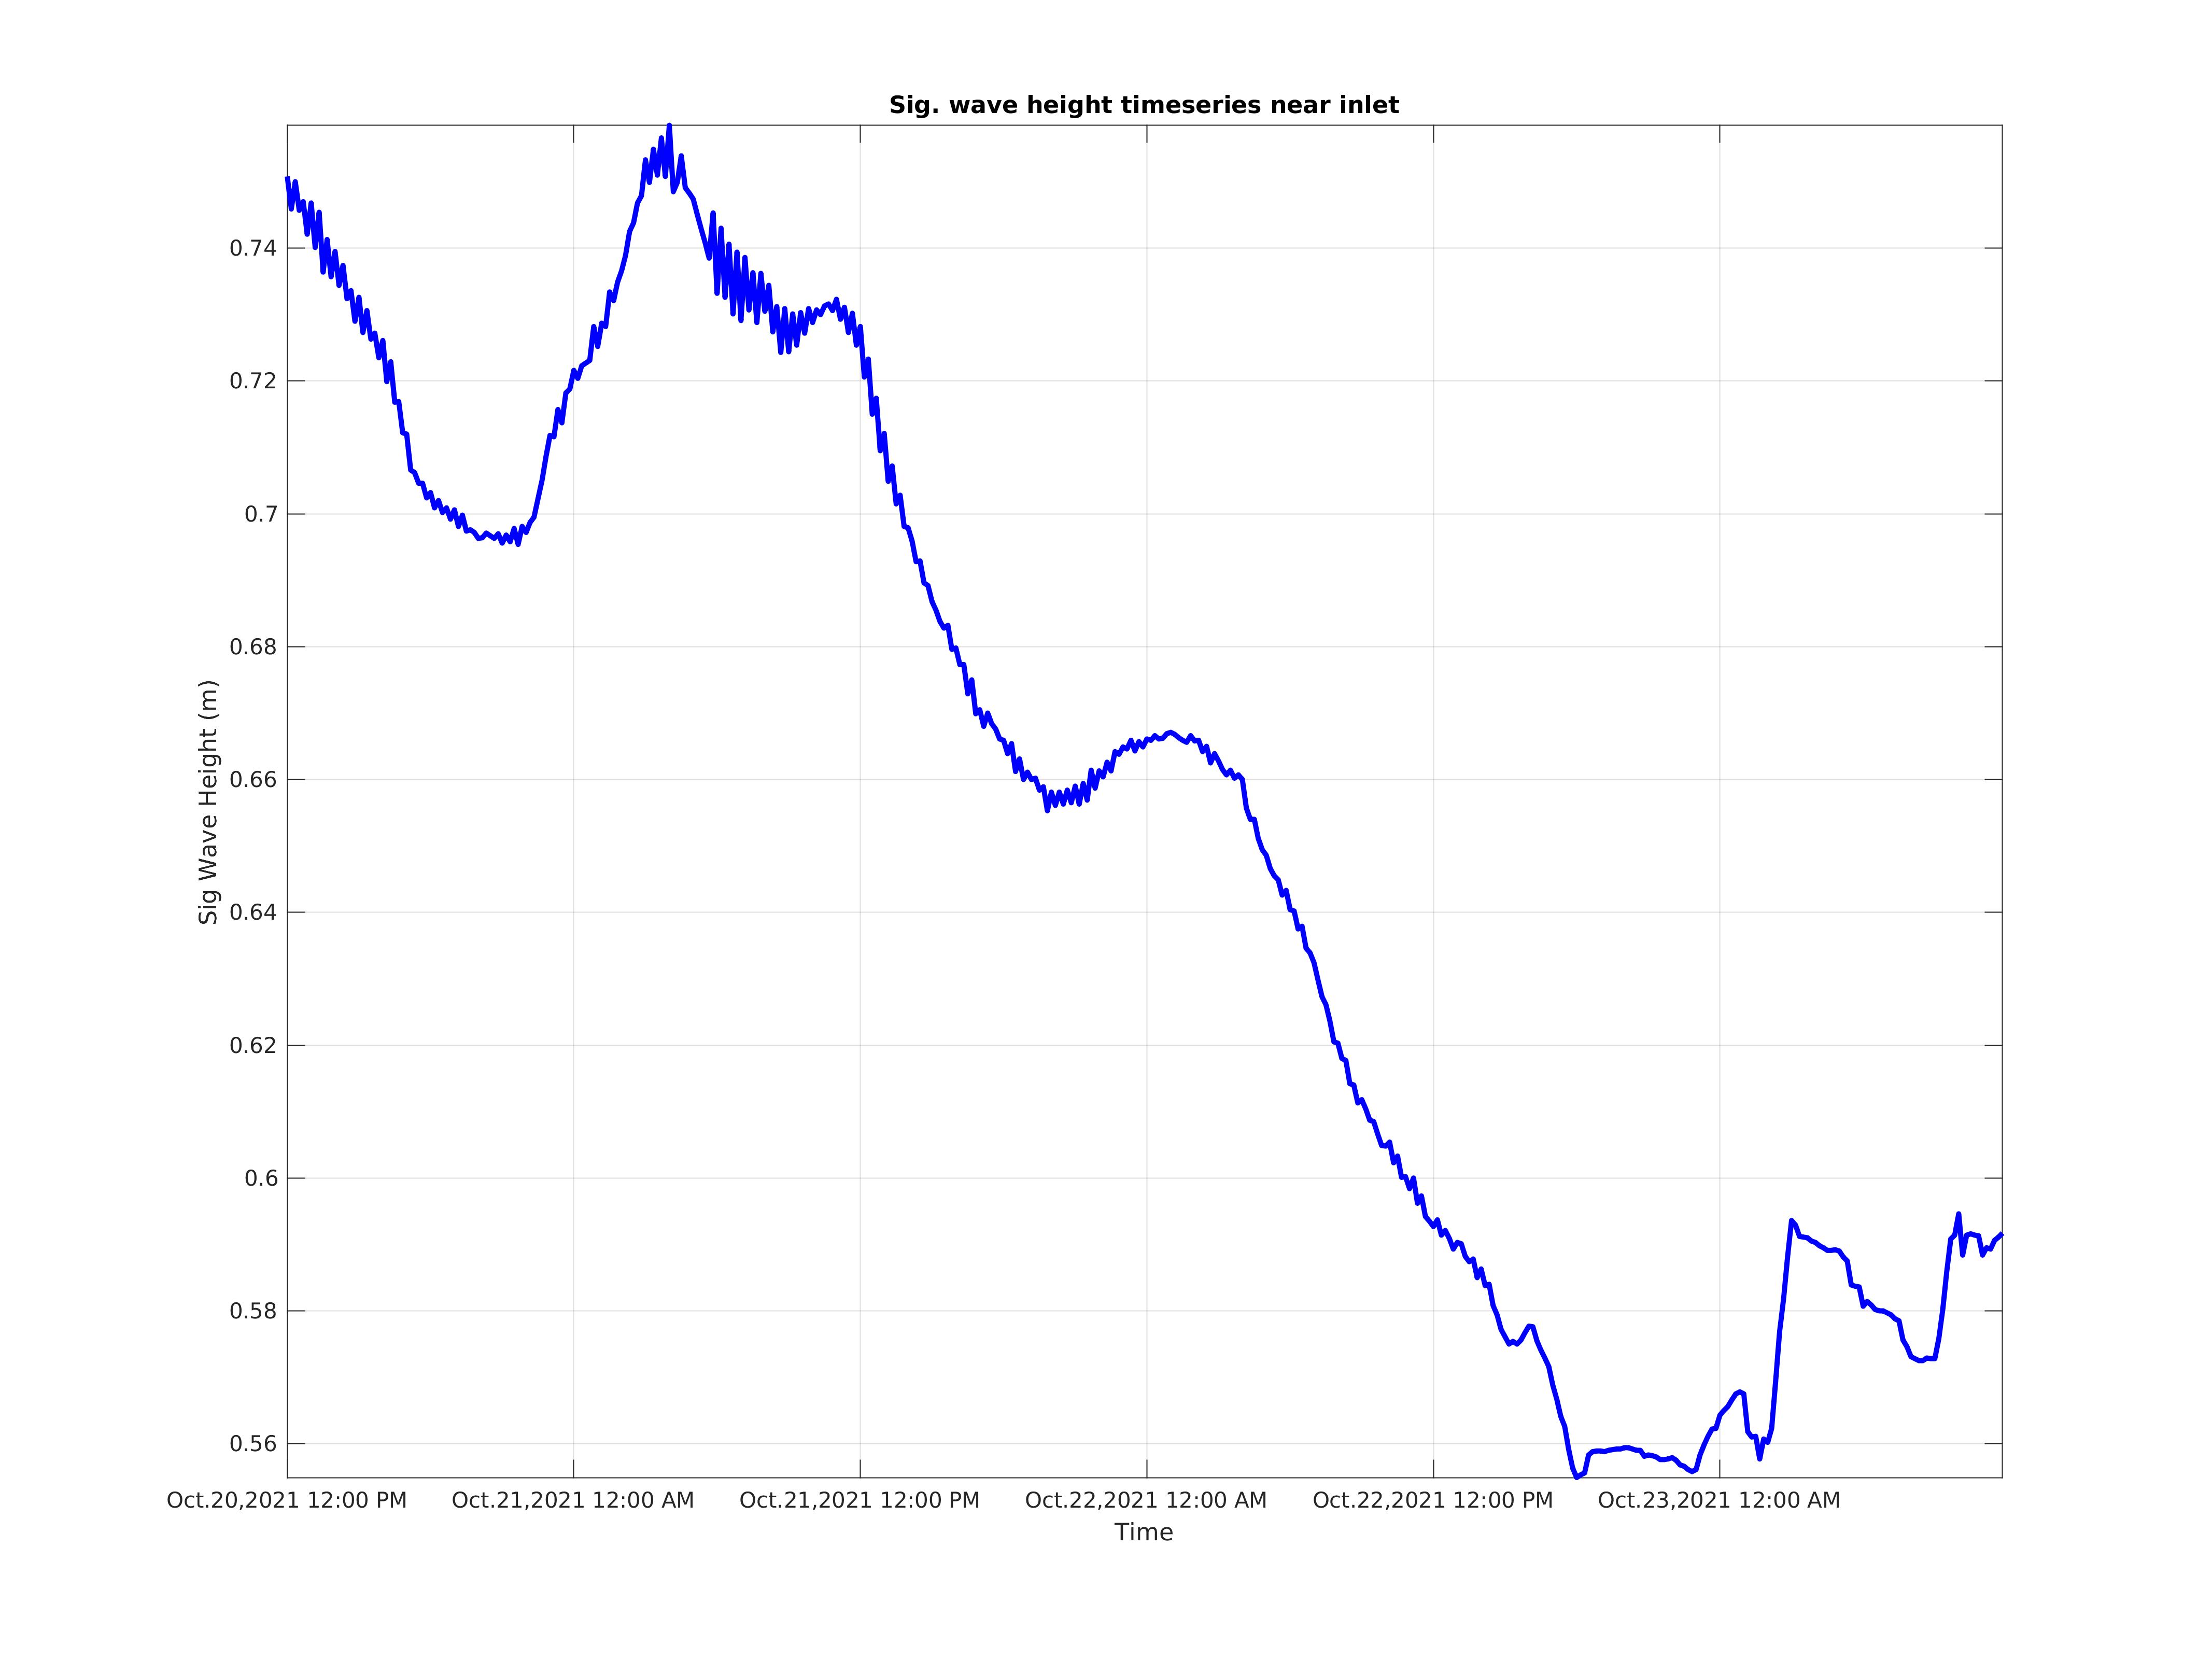 Sig. wave height timeseries near inlet
Sig Wave Height (m)
0.74
0.72
0.7
0.68
0.66
0.64
0.62
0.6
0.58
0.56
Oct.20,2021 12:00 PM
Oct.21,2021 12:00 AM
Oct.21,2021 12:00 PM
Oct.22,2021 12:00 AM
Oct.22,2021 12:00 PM
Oct.23,2021 12:00 AM
Time